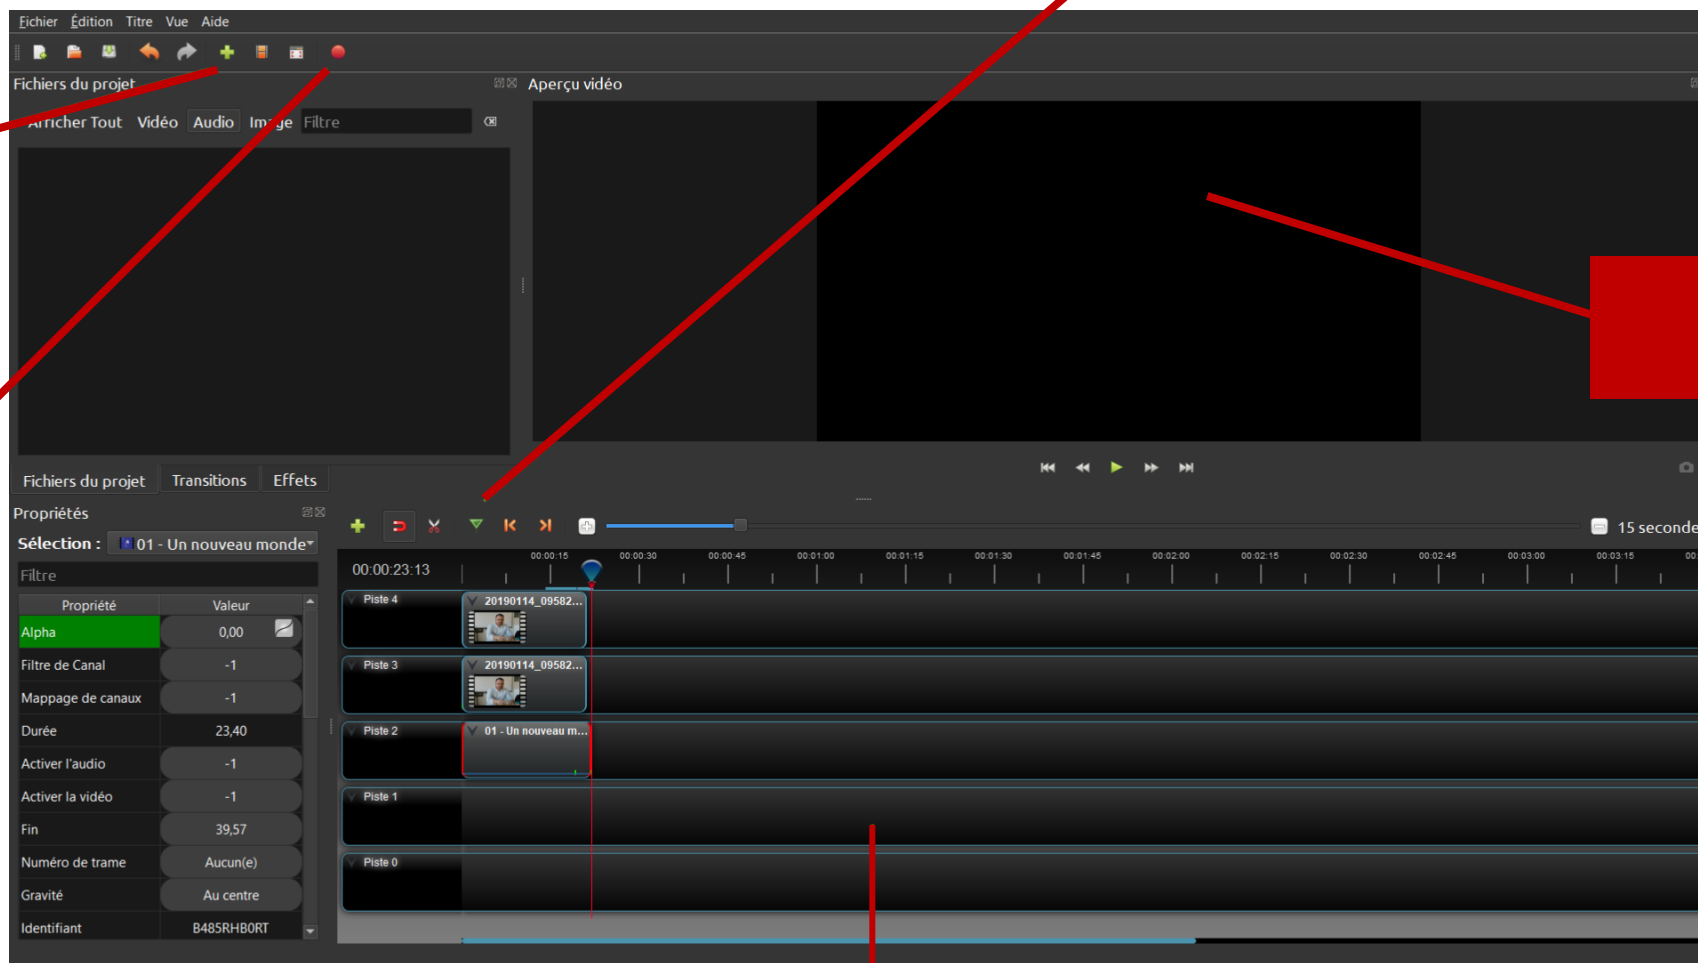 Fichier Édition Titre Vue Aide
Fichiers du projet
Aperçu vidéo
Afficher Tout Vidéo Audio Image Filtre
Fichiers du projet Transitions Effets
Propriétés
Sélection : 01 - Un nouveau monde
Filtre
Propriété Valeur
Alpha 0,00
Filtre de Canal -1
Mappage de canaux -1
Durée 23,40
Activer l'audio -1
Activer la vidéo -1
Fin 39,57
Numéro de trame Aucun(e)
Gravité Au centre
Identifiant B485RHB0RT
15 seconde
00:00:23:13
00:00:15 00:00:30 00:00:45 00:01:00 00:01:15 00:01:30 00:01:45 00:02:00 00:02:15 00:02:30 00:02:45 00:03:00 00:03:15 00:
Piste 4 20190114_09582...
Piste 3 20190114_09582...
Piste 2 01 - Un nouveau m...
Piste 1
Piste 0